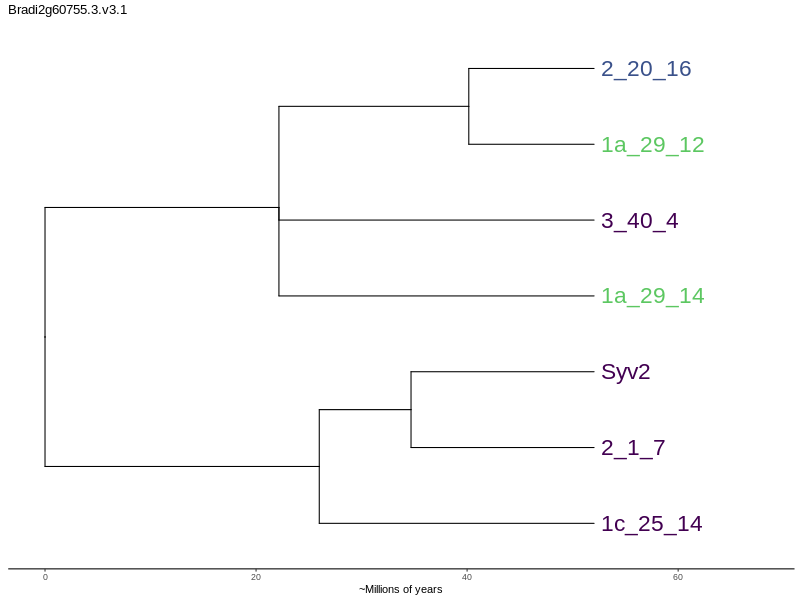 Bradi2g60755.3.v3.1
2_20_16
1a_29_12
3_40_4
1a_29_14
Syv2
2_1_7
1c_25_14
0 20 40 60
~Millions of years